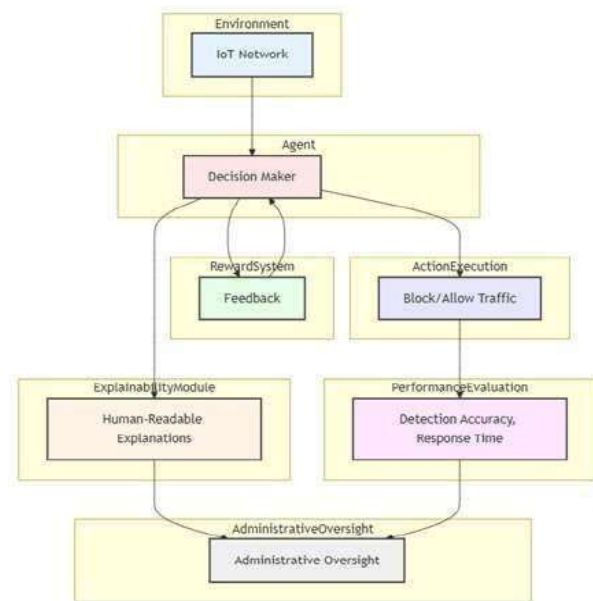 Environment
IoT Network
Agent
Decision Maker
RewardSystem
Feedback
ActionExecution
Block/Allow Traffic
ExplainabilityModule
Human-Readable
Explanations
PerformanceEvaluation
Detection Accuracy,
Response Time
AdministrativeOversight
Administrative Oversight